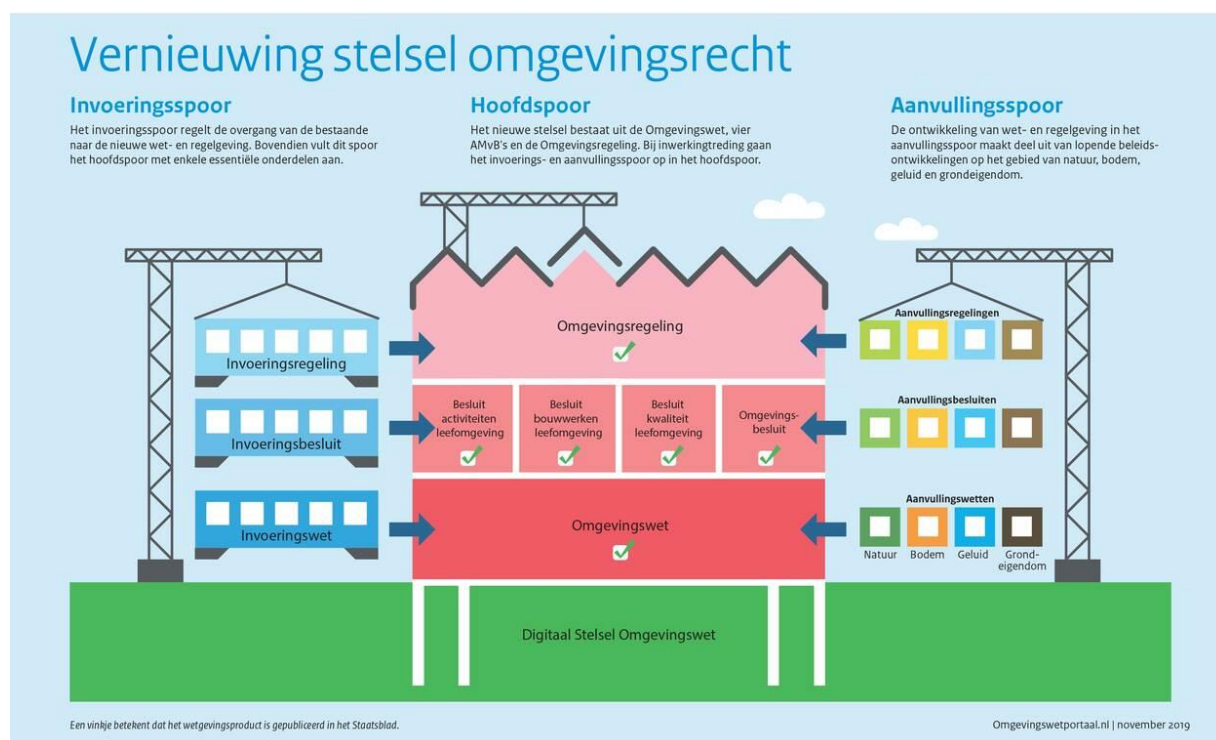 Vernieuwing stelsel omgevingsrecht
Invoeringsspoor
Het invoeringsspoor regelt de overgang van de bestaande
naar de nieuwe wet- en regelgeving. Bovendien vult dit spoor
het hoofdspoor met enkele essentiële onderdelen aan.
Hoofdspoor
Het nieuwe stelsel bestaat uit de Omgevingswet, vier
AMvB's en de Omgevingsregeling. Bij inwerkingtreding gaan
het invoerings- en aanvullingsspoor op in het hoofdspoor.
Aanvullingsspoor
De ontwikkeling van wet- en regelgeving in het
aanvullingsspoor maakt deel uit van lopende beleids-
ontwikkelingen op het gebied van natuur, bodem,
geluid en grondeigendom.
Invoeringsregeling
Omgevingsregeling
Aanvullingsregelingen
Invoeringsbesluit
Besluit
activiteiten
leefomgeving
Besluit
bouwwerken
leefomgeving
Besluit
kwaliteit
leefomgeving
Omgevings-
besluit
Aanvullingsbesluiten
Invoeringswet
Omgevingswet
Aanvullingswetten
Natuur
Bodem
Geluid
Grond-
eigendom
Digitaal Stelsel Omgevingswet
Een vinkje betekent dat het wetgevingsproduct is gepubliceerd in het Staatsblad.
Omgevingswetportaal.nl | november 2019